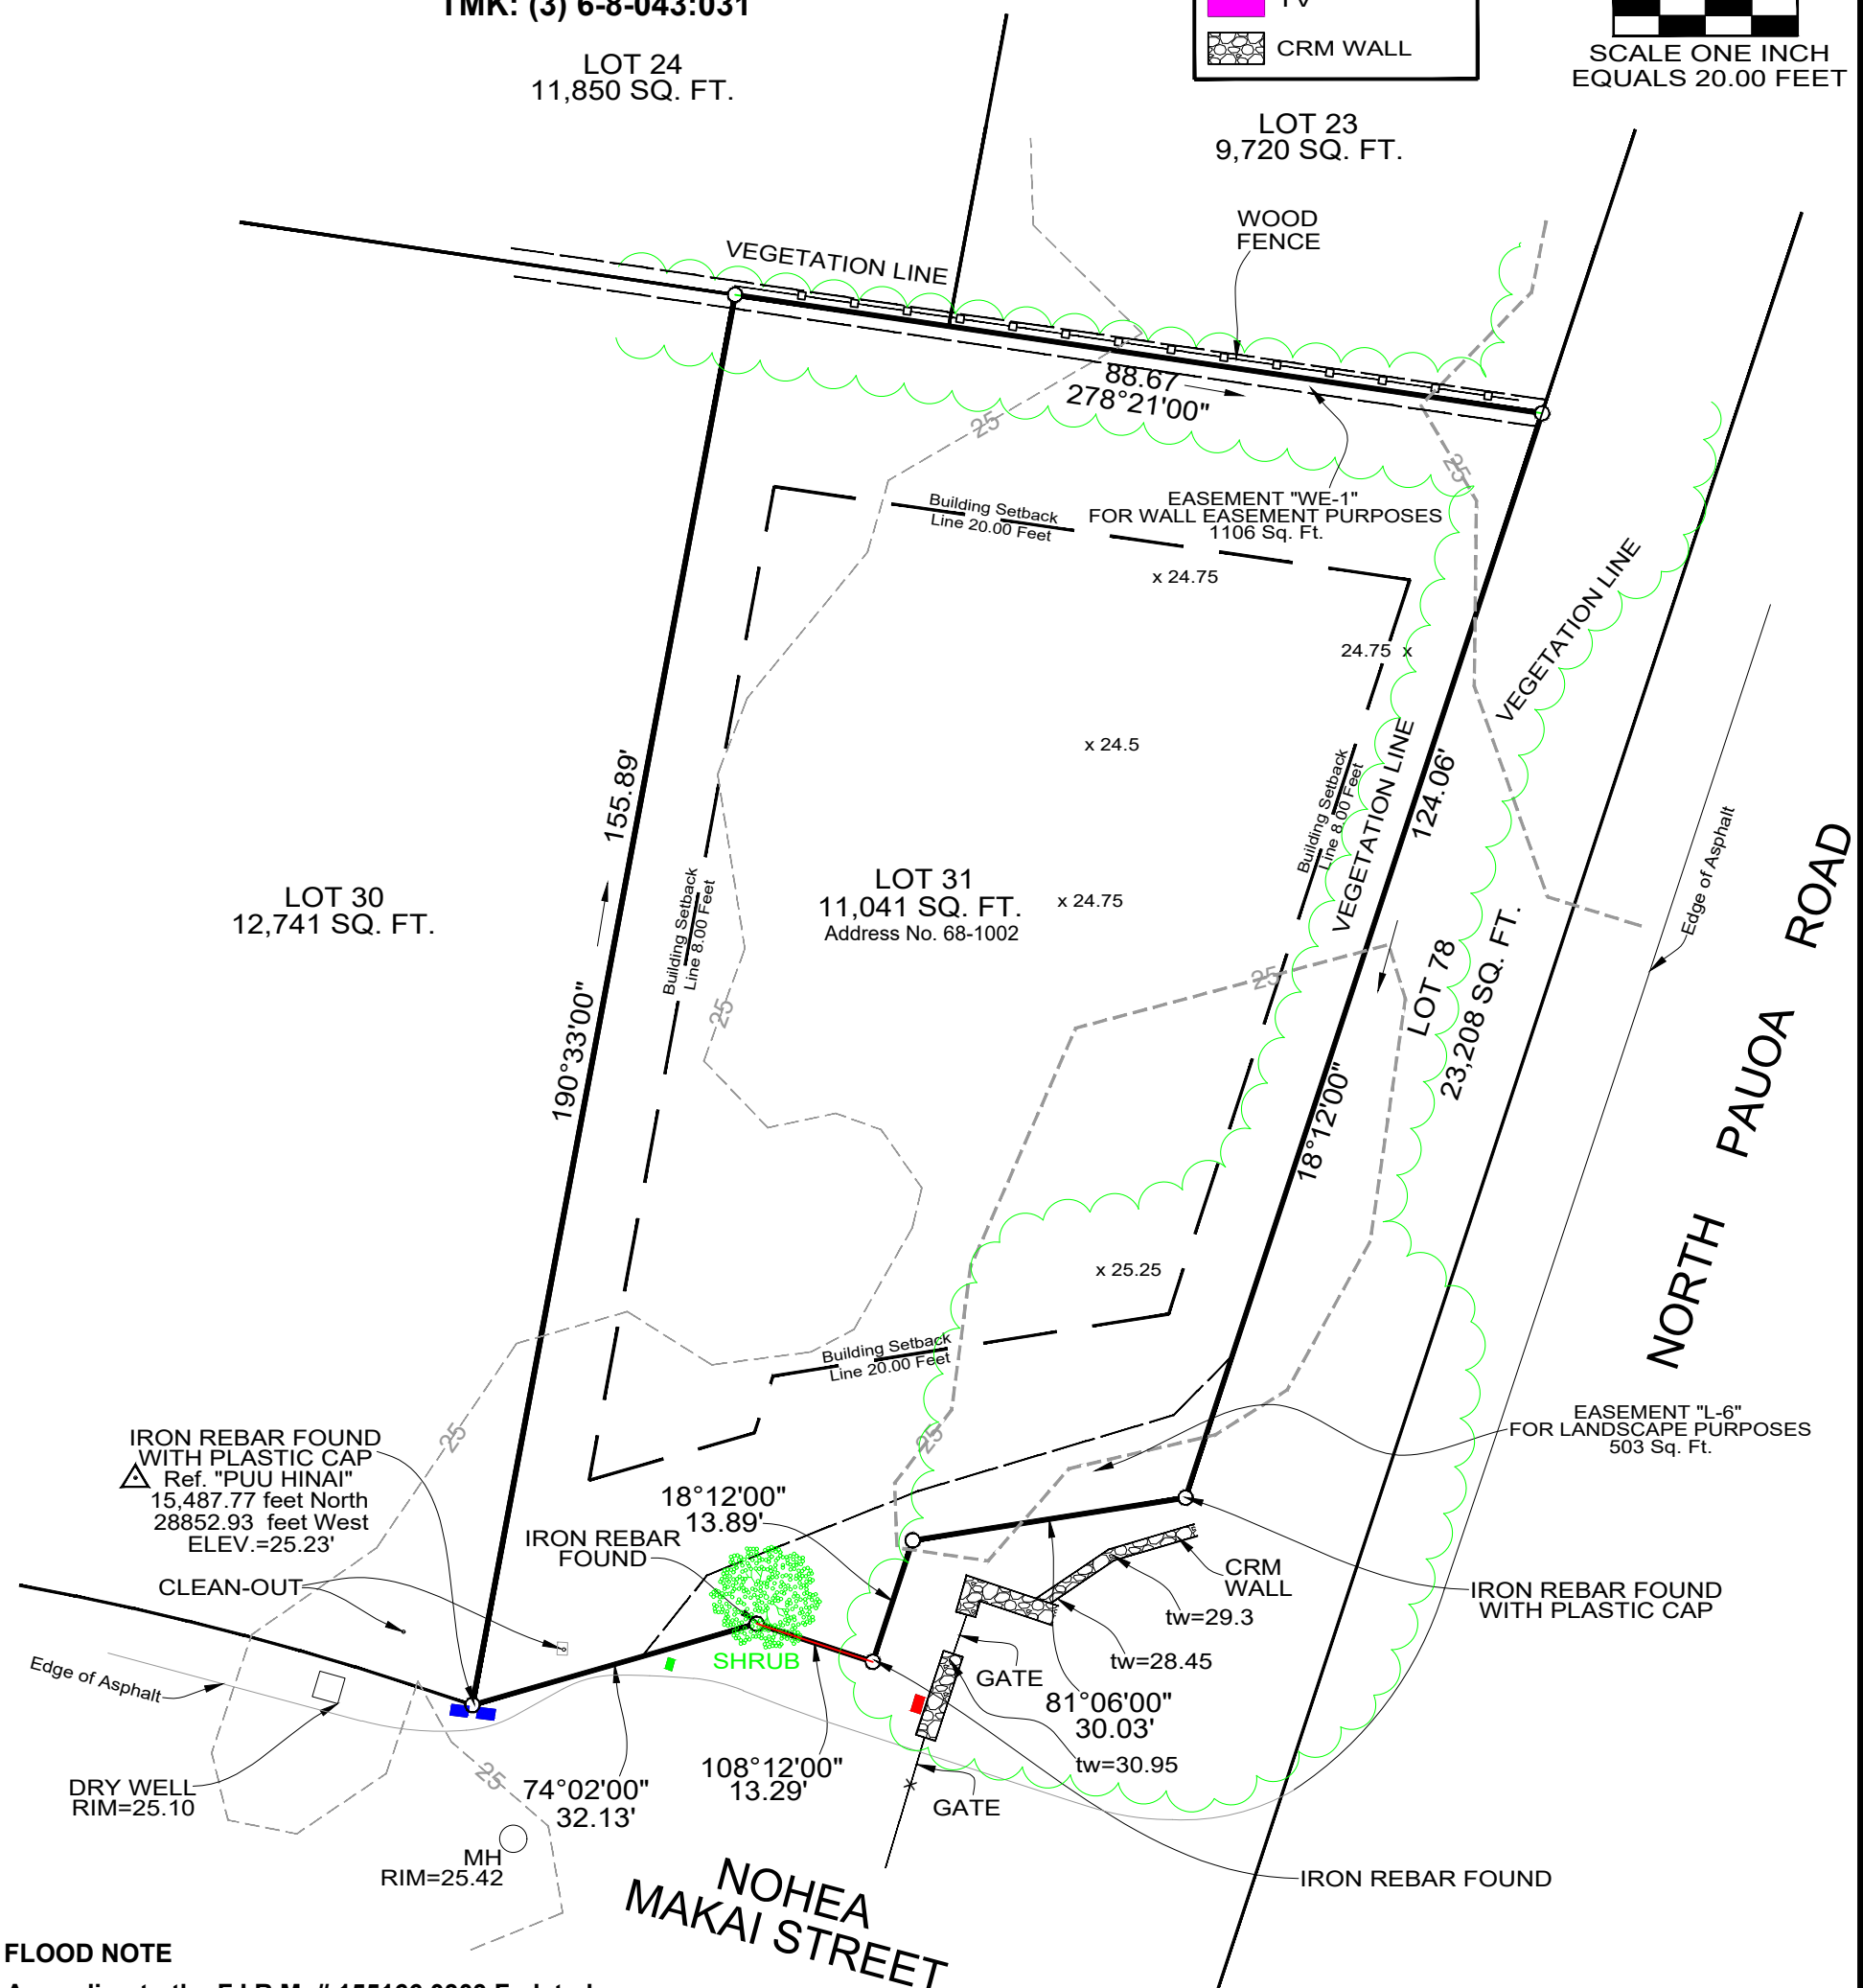 TMK: (3) 6-8-043:031
LOT 24
11,850 SQ. FT.
TV
CRM WALL
SCALE ONE INCH
EQUALS 20.00 FEET
LOT 23
9,720 SQ. FT.
WOOD
FENCE
VEGETATION LINE
88.67
278°21'00"
25
25
EASEMENT "WE-1"
FOR WALL EASEMENT PURPOSES
1106 Sq. Ft.
Building Setback
Line 20.00 Feet
x 24.75
24.75 x
VEGETATION LINE
x 24.5
155.89'
Building Setback
Line 8.00 Feet
VEGETATION LINE
124.06'
Edge of Asphalt
LOT 30
12,741 SQ. FT.
LOT 31
11,041 SQ. FT.
Address No. 68-1002
x 24.75
Building Setback
Line 8.00 Feet
LOT 78
23,208 SQ. FT.
NORTH PAUOA ROAD
25
25
190°33'00"
18°12'00"
x 25.25
Building Setback
Line 20.00 Feet
EASEMENT "L-6"
FOR LANDSCAPE PURPOSES
503 Sq. Ft.
25
25
IRON REBAR FOUND
WITH PLASTIC CAP
Ref. "PUU HINAI"
15,487.77 feet North
28852.93 feet West
ELEV.=25.23'
18°12'00"
13.89'
IRON REBAR
FOUND
CLEAN-OUT
CRM
WALL
IRON REBAR FOUND
WITH PLASTIC CAP
tw=29.3
tw=28.45
SHRUB
GATE
Edge of Asphalt
81°06'00"
30.03'
tw=30.95
DRY WELL
RIM=25.10
25
74°02'00"
32.13'
108°12'00"
13.29'
GATE
MH
RIM=25.42
IRON REBAR FOUND
NOHEA
MAKAI STREET
FLOOD NOTE